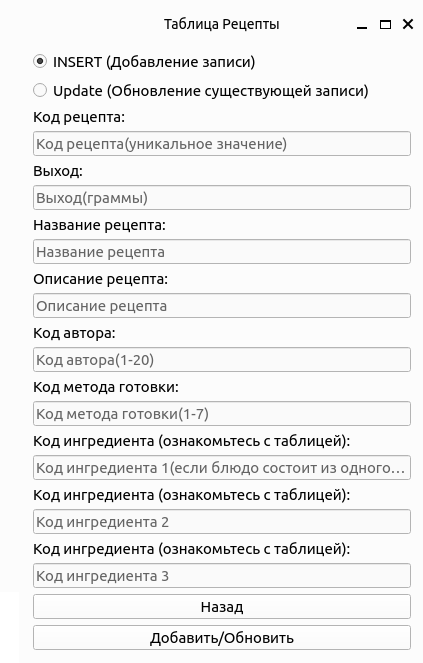 Таблица Рецепты
INSERT (Добавление записи)
Update (Обновление существующей записи)
Код рецепта:
Код рецепта(уникальное значение)
Выход:
Выход(граммы)
Название рецепта:
Название рецепта
Описание рецепта:
Описание рецепта
Код автора:
Код автора(1-20)
Код метода готовки:
Код метода готовки(1-7)
Код ингредиента (ознакомьтесь с таблицей):
Код ингредиента 1(если блюдо состоит из одного…
Код ингредиента (ознакомьтесь с таблицей):
Код ингредиента 2
Код ингредиента (ознакомьтесь с таблицей):
Код ингредиента 3
Назад
Добавить/Обновить